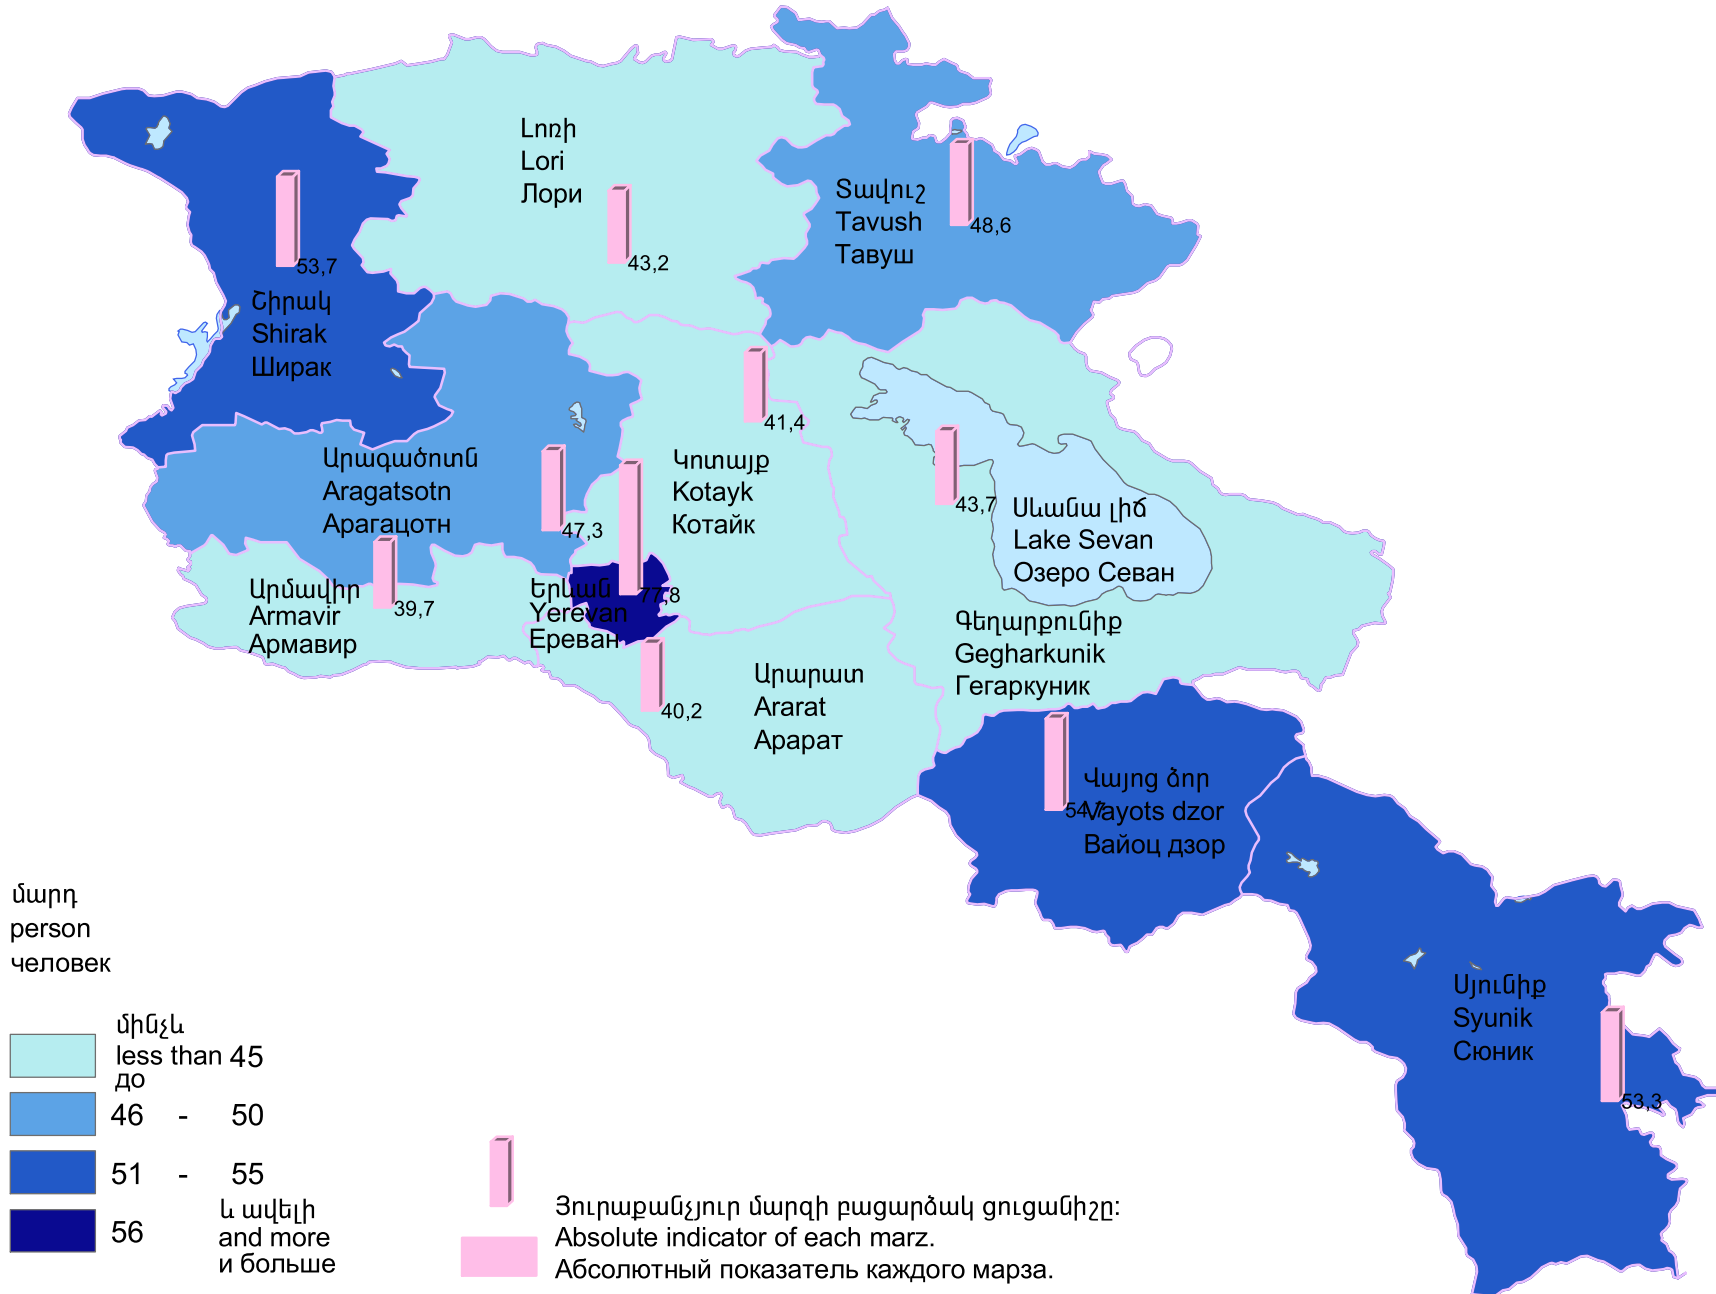 Լոռի
Lori
Лори
43,2
Տավուշ
Tavush
Тавуш
48,6
53,7
Շիրակ
Shirak
Ширак
41,4
Արագածոտն
Aragatsotn
Арагацотн
47,3
Կոտայք
Kotayk
Котайк
43,7
Սևանա լիճ
Lake Sevan
Озеро Севан
Արմավիր
Armavir
Армавир
39,7
Երևան
Yerevan
Ереван
77,8
Գեղարքունիք
Gegharkunik
Гегаркуник
40,2
Արարատ
Ararat
Арарат
Վայոց ձոր
Vayots dzor
Вайоц дзор
54,7
Սյունիք
Syunik
Сюник
53,3
մարդ
person
человек
մինչև
less than 45
до
46 - 50
51 - 55
56
և ավելի
and more
и больше
Յուրաքանչյուր մարզի բացարձակ ցուցանիշը:
Absolute indicator of each marz.
Абсолютный показатель каждого марза.